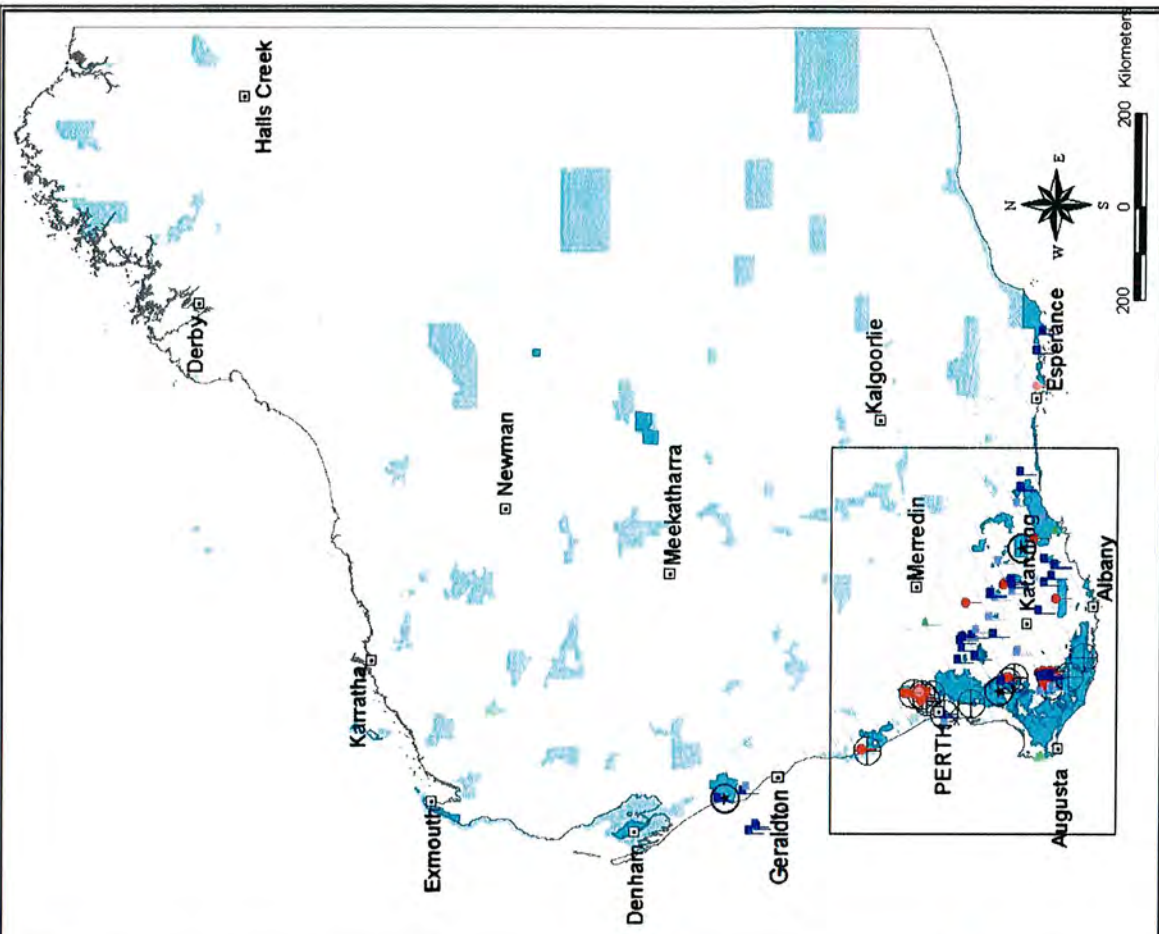 Halls Creek
Derby
Newman
Karratha
Exmouth
Meekatharra
Denham
Kalgoorlie
Geraldton
Merredin
Esperance
PERTH
Katanning
Augusta
Albany
N
W
E
S
200 0 200 Kilometers